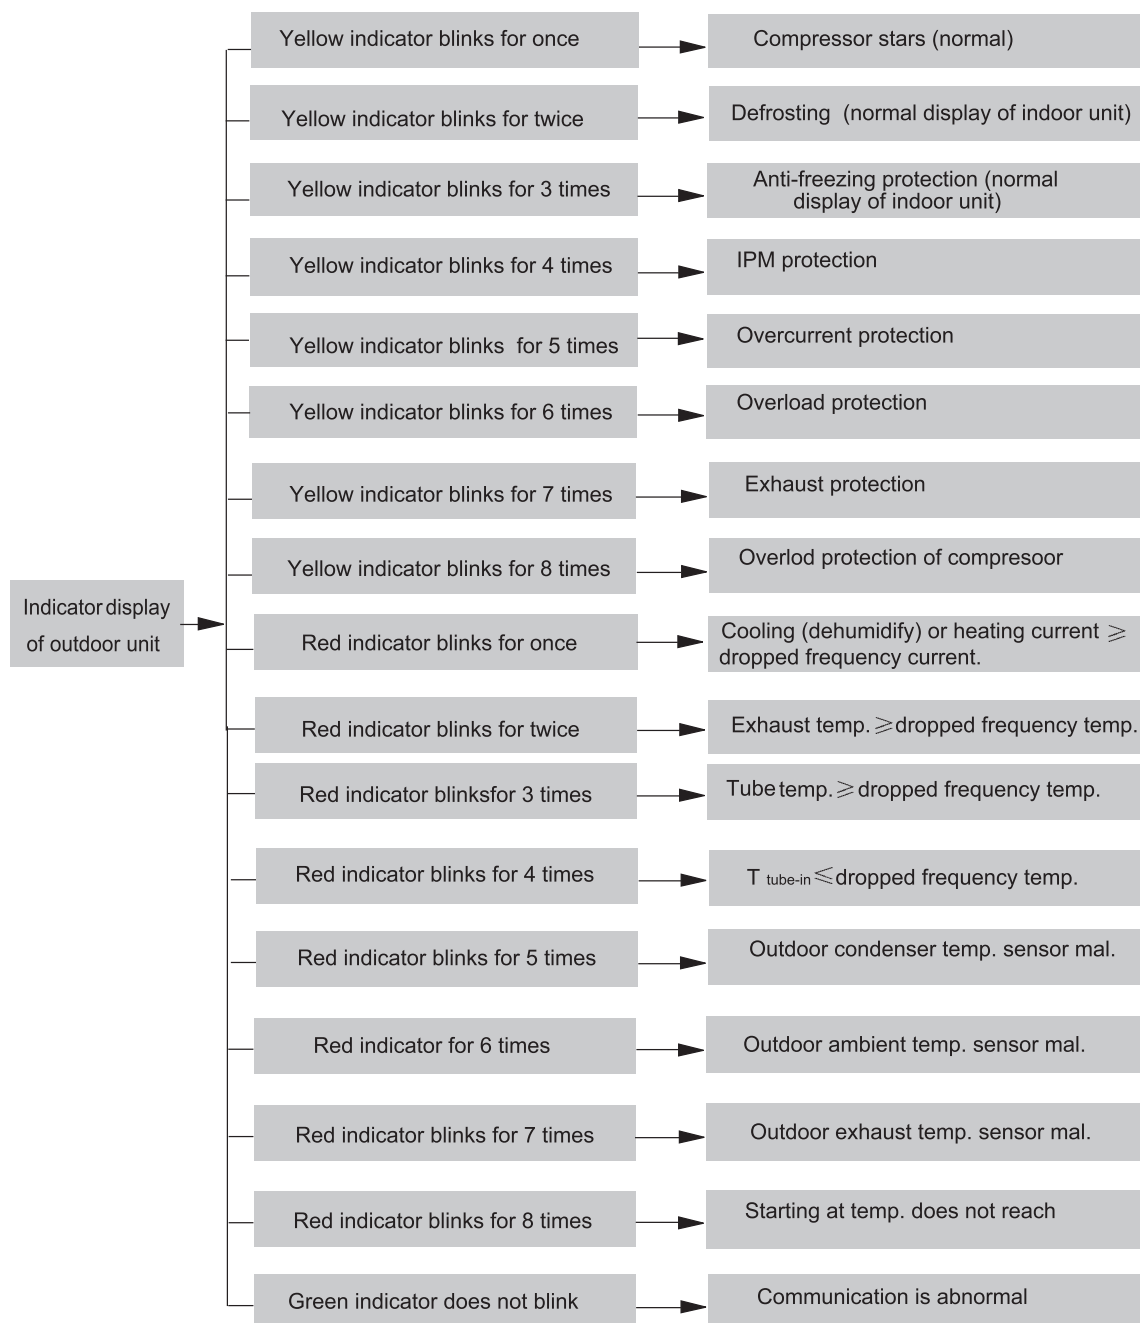 Yellow indicator blinks for once
Compressor stars (normal)
Yellow indicator blinks for twice
Defrosting (normal display of indoor unit)
Yellow indicator blinks for 3 times
Anti-freezing protection (normal
display of indoor unit)
Yellow indicator blinks for 4 times
IPM protection
Yellow indicator blinks for 5 times
Overcurrent protection
Yellow indicator blinks for 6 times
Overload protection
Yellow indicator blinks for 7 times
Exhaust protection
Yellow indicator blinks for 8 times
Overlod protection of compresoor
Indicator display
of outdoor unit
Red indicator blinks for once
Cooling (dehumidify) or heating current ⩾
dropped frequency current.
Red indicator blinks for twice
Exhaust temp. ⩾ dropped frequency temp.
Red indicator blinksfor 3 times
Tube temp. ⩾ dropped frequency temp.
Red indicator blinks for 4 times
T tube-in ⩽ dropped frequency temp.
Red indicator blinks for 5 times
Outdoor condenser temp. sensor mal.
Red indicator for 6 times
Outdoor ambient temp. sensor mal.
Red indicator blinks for 7 times
Outdoor exhaust temp. sensor mal.
Red indicator blinks for 8 times
Starting at temp. does not reach
Green indicator does not blink
Communication is abnormal